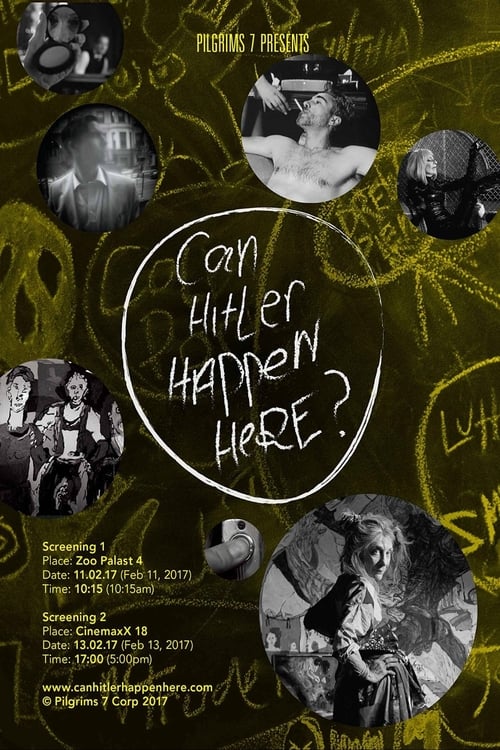 PILGRIMS 7 PRESENTS
Can
HiTLer
HAPPeN
HeRE?
LUTH
Screening 1
Place: Zoo Palast 4
Date: 11.02.17 (Feb 11, 2017)
Time: 10:15 (10:15am)
Screening 2
Place: CinemaxX 18
Date: 13.02.17 (Feb 13, 2017)
Time: 17:00 (5:00pm)
www.canhitlerhappenhere.com
© Pilgrims 7 Corp 2017